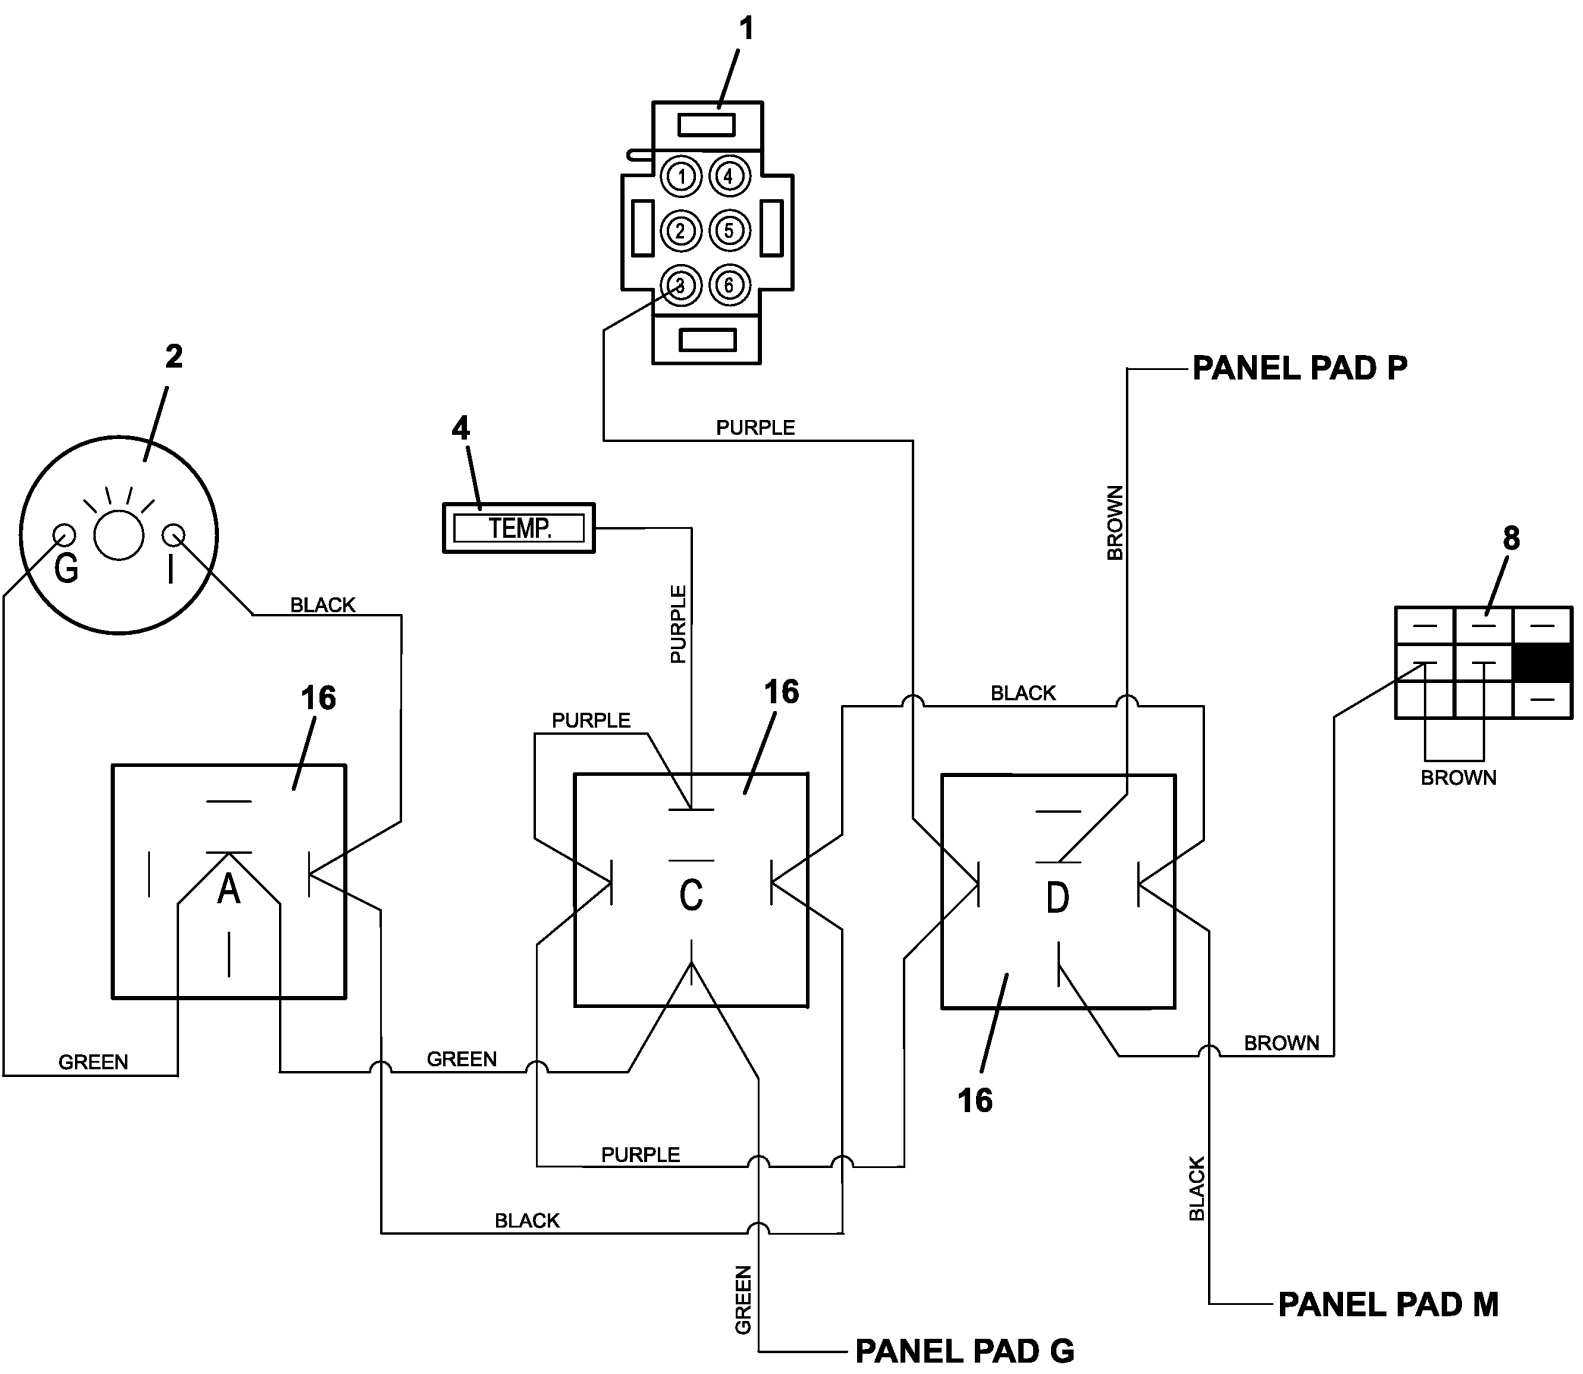 1
1 4
2 5
3 6
2
PANEL PAD P
4
PURPLE
BROWN
TEMP.
8
G I
BLACK
PURPLE
16
16
BLACK
PURPLE
BROWN
A
C
D
BROWN
GREEN
GREEN
16
PURPLE
BLACK
BLACK
GREEN
PANEL PAD M
PANEL PAD G